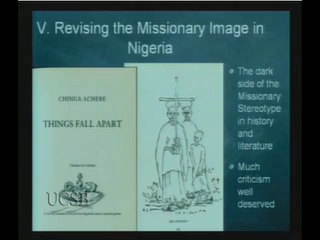 V. Revising the Missionary Image in
Nigeria
CHINUA ACHEBE
THINGS FALL APART
UCSB
• The dark
side of the
Missionary
Stereotype
in history
and
literature
• Much
criticism
well
deserved